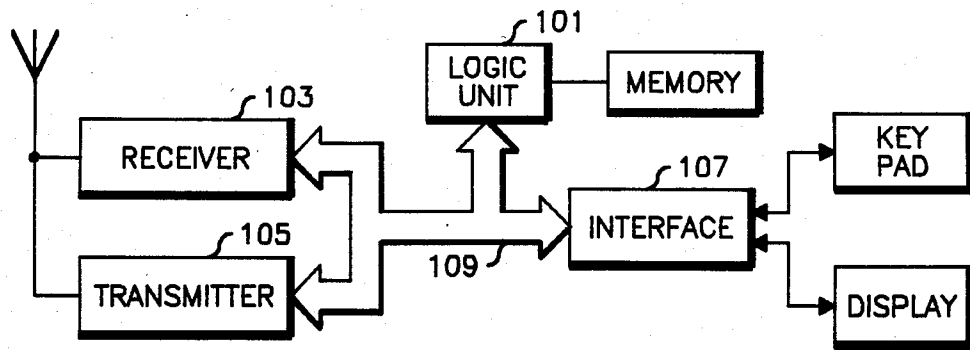 101
LOGIC
UNIT
MEMORY
103
RECEIVER
KEY
PAD
107
INTERFACE
105
TRANSMITTER
109
DISPLAY